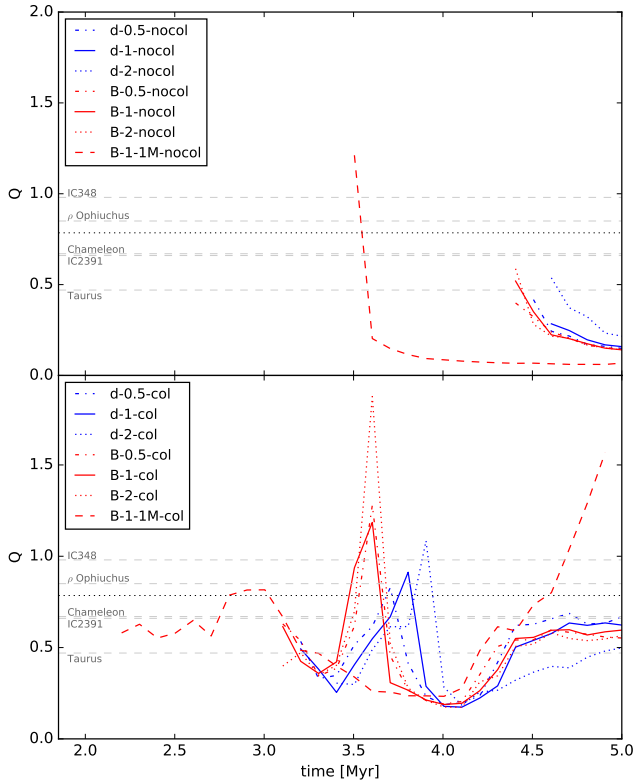 2.0
d-0.5-nocol
d-1-nocol
d-2-nocol
B-0.5-nocol
B-1-nocol
B-2-nocol
B-1-1M-nocol
1.5
1.0
0.5
0.0
Q
IC348
ρ Ophiuchus
Chameleon
IC2391
Taurus
d-0.5-col
d-1-col
d-2-col
B-0.5-col
B-1-col
B-2-col
B-1-1M-col
1.5
1.0
0.5
0.0
Q
IC348
ρ Ophiuchus
Chameleon
IC2391
Taurus
2.0 2.5 3.0 3.5 4.0 4.5 5.0
time [Myr]